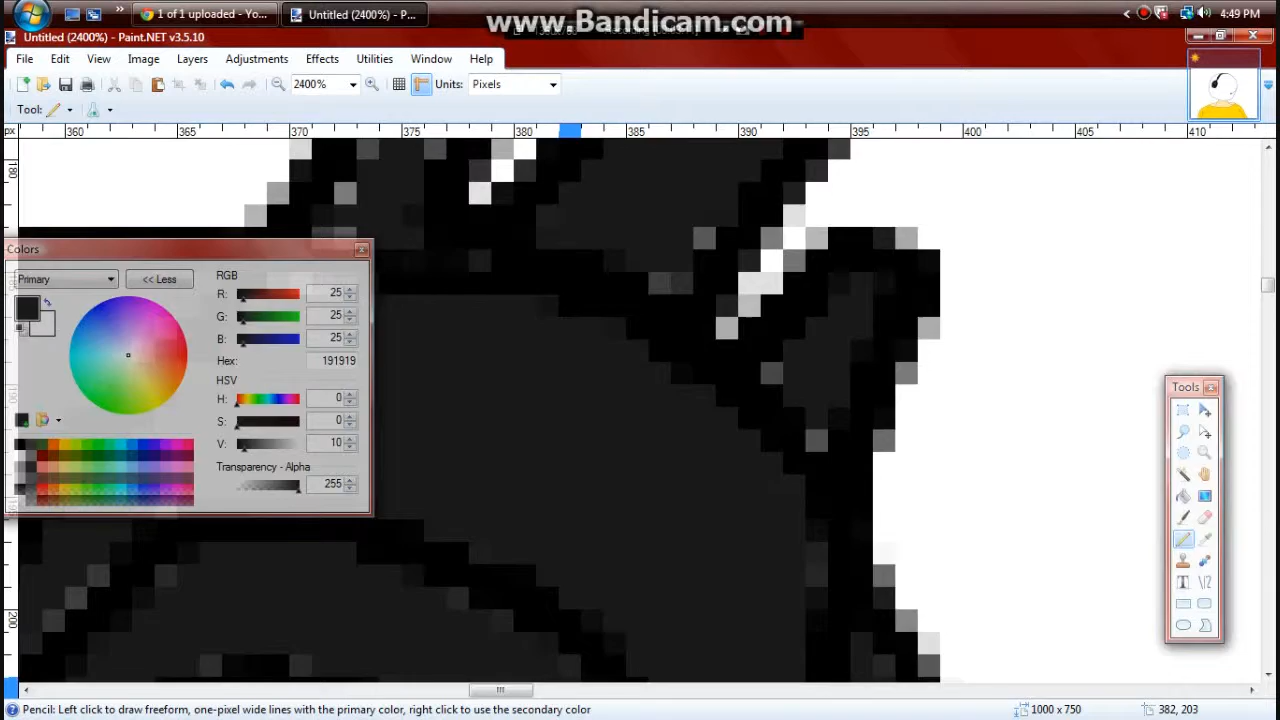 www.Bandicam.com
1 of 1 uploaded - Yo...
Untitled (2400%) - P...
4:49 PM
Untitled (2400%) - Paint.NET v3.5.10
File Edit View Image Layers Adjustments Effects Utilities Window Help
2400% Units: Pixels
Tool:
px 360 365 370 375 380 385 390 395 400 405 410
180
Colors
Primary << Less
RGB
R: 25
G: 25
B: 25
Hex: 191919
HSV
H: 0
S: 0
V: 10
Transparency - Alpha
255
Tools
200
Pencil: Left click to draw freeform, one-pixel wide lines with the primary color, right click to use the secondary color
1000 x 750
382, 203